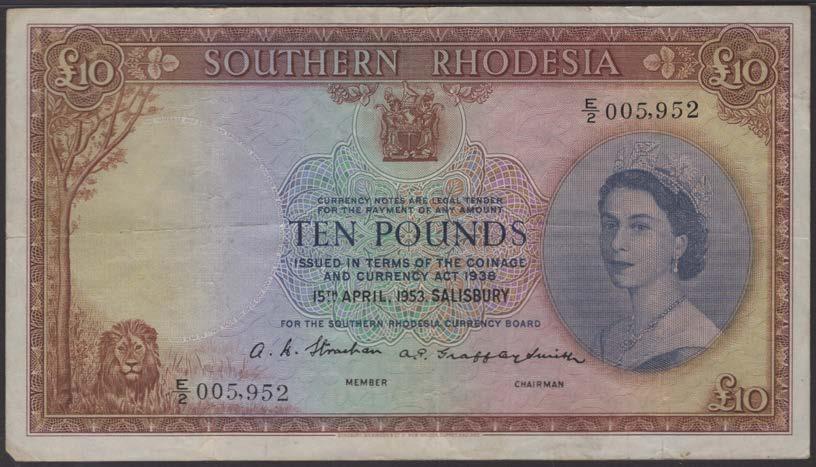 £10 SOUTHERN RHODESIA £10
E/2 005,952
CURRENCY NOTES ARE LEGAL TENDER
FOR THE PAYMENT OF ANY AMOUNT
TEN POUNDS
ISSUED IN TERMS OF THE COINAGE
AND CURRENCY ACT 1938
15TH APRIL, 1953 SALISBURY
FOR THE SOUTHERN RHODESIA CURRENCY BOARD
A. H. Strachan A. P. Grafftey Smith
MEMBER CHAIRMAN
E/2 005,952
£10